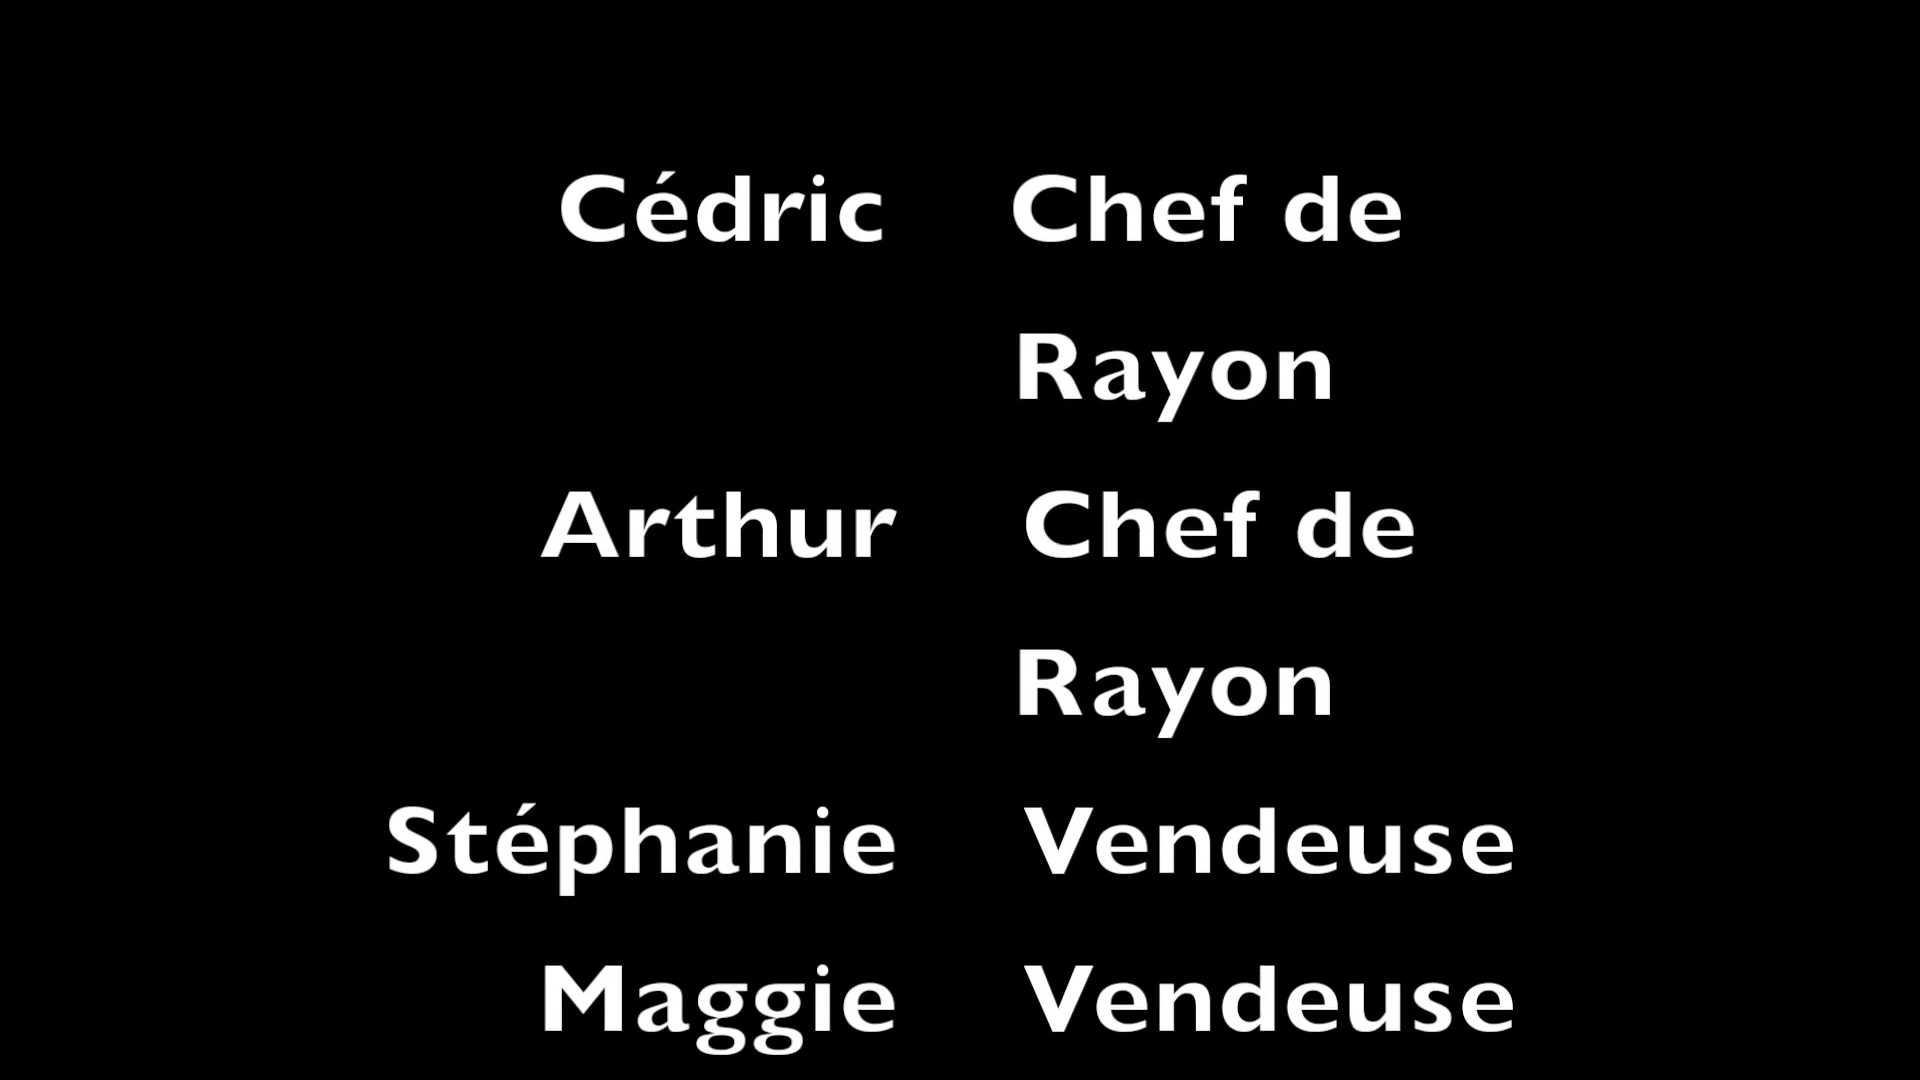 Cédric Chef de
Rayon
Arthur Chef de
Rayon
Stéphanie Vendeuse
Maggie Vendeuse